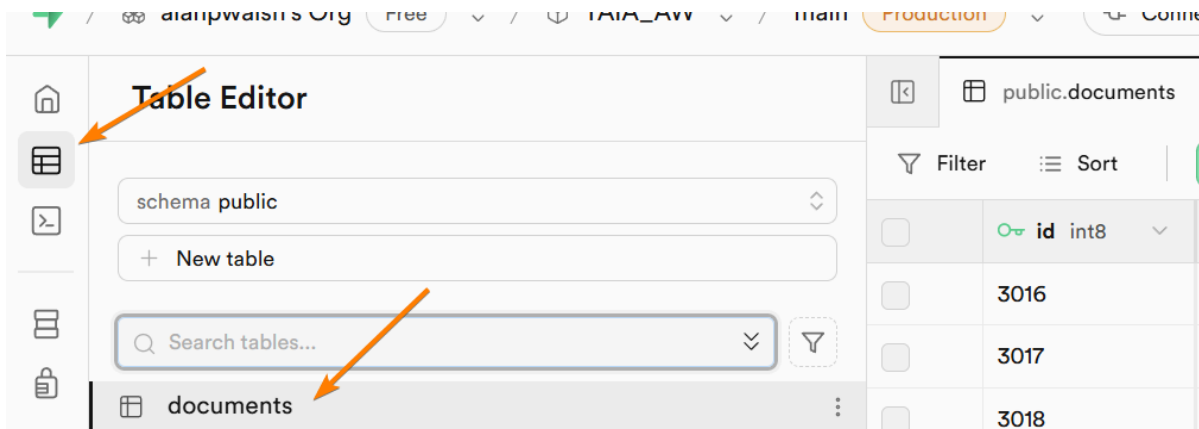 / alanpwalsh's Org Free / TAIA_AW / main Production
Table Editor
public.documents
Filter Sort
schema public
id int8
New table
3016
Search tables...
3017
documents
3018